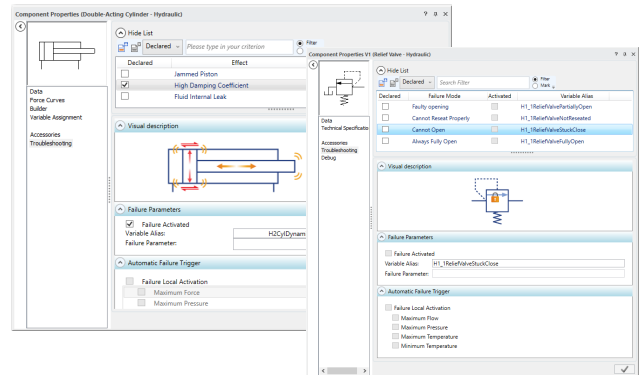 Component Properties (Double-Acting Cylinder - Hydraulic)
Hide List
Declared
Please type in your criterion
Filter
Declared Effect
Jammed Piston
High Damping Coefficient
Fluid Internal Leak
Data
Force Curves
Builder
Variable Assignment
Accessories
Troubleshooting
Visual description
Failure Parameters
Failure Activated
Variable Alias: H2CylDynam
Failure Parameter:
Automatic Failure Trigger
Failure Local Activation
Maximum Force
Maximum Pressure
Component Properties V1 (Relief Valve - Hydraulic)
Hide List
Declared
Search Filter
Filter
Mark
Declared Failure Mode Activated Variable Alias
Faulty opening H1_1ReliefValvePartiallyOpen
Cannot Reseat Properly H1_1ReliefValveNotReseated
Cannot Open H1_1ReliefValveStuckClose
Always Fully Open H1_1ReliefValveFullyOpen
Data
Technical Specificatio
Accessories
Troubleshooting
Debug
Visual description
Failure Parameters
Failure Activated
Variable Alias: H1_1ReliefValveStuckClose
Failure Parameter:
Automatic Failure Trigger
Failure Local Activation
Maximum Flow
Maximum Pressure
Maximum Temperature
Minimum Temperature